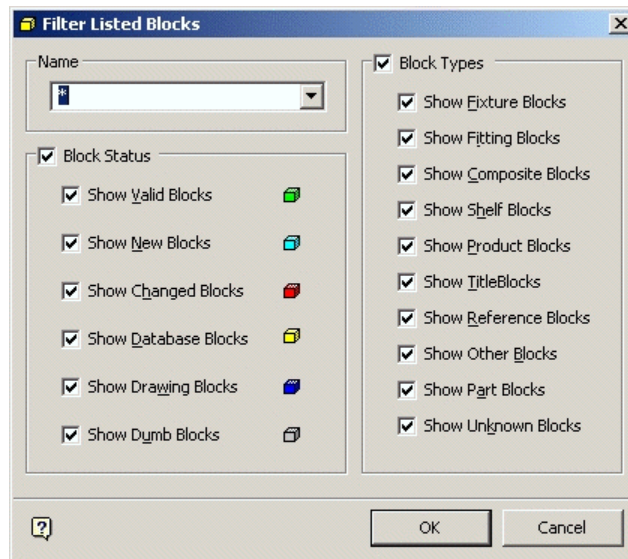 Filter Listed Blocks
Name
*
Block Status
Show Valid Blocks
Show New Blocks
Show Changed Blocks
Show Database Blocks
Show Drawing Blocks
Show Dumb Blocks
Block Types
Show Fixture Blocks
Show Fitting Blocks
Show Composite Blocks
Show Shelf Blocks
Show Product Blocks
Show TitleBlocks
Show Reference Blocks
Show Other Blocks
Show Part Blocks
Show Unknown Blocks
?
OK
Cancel